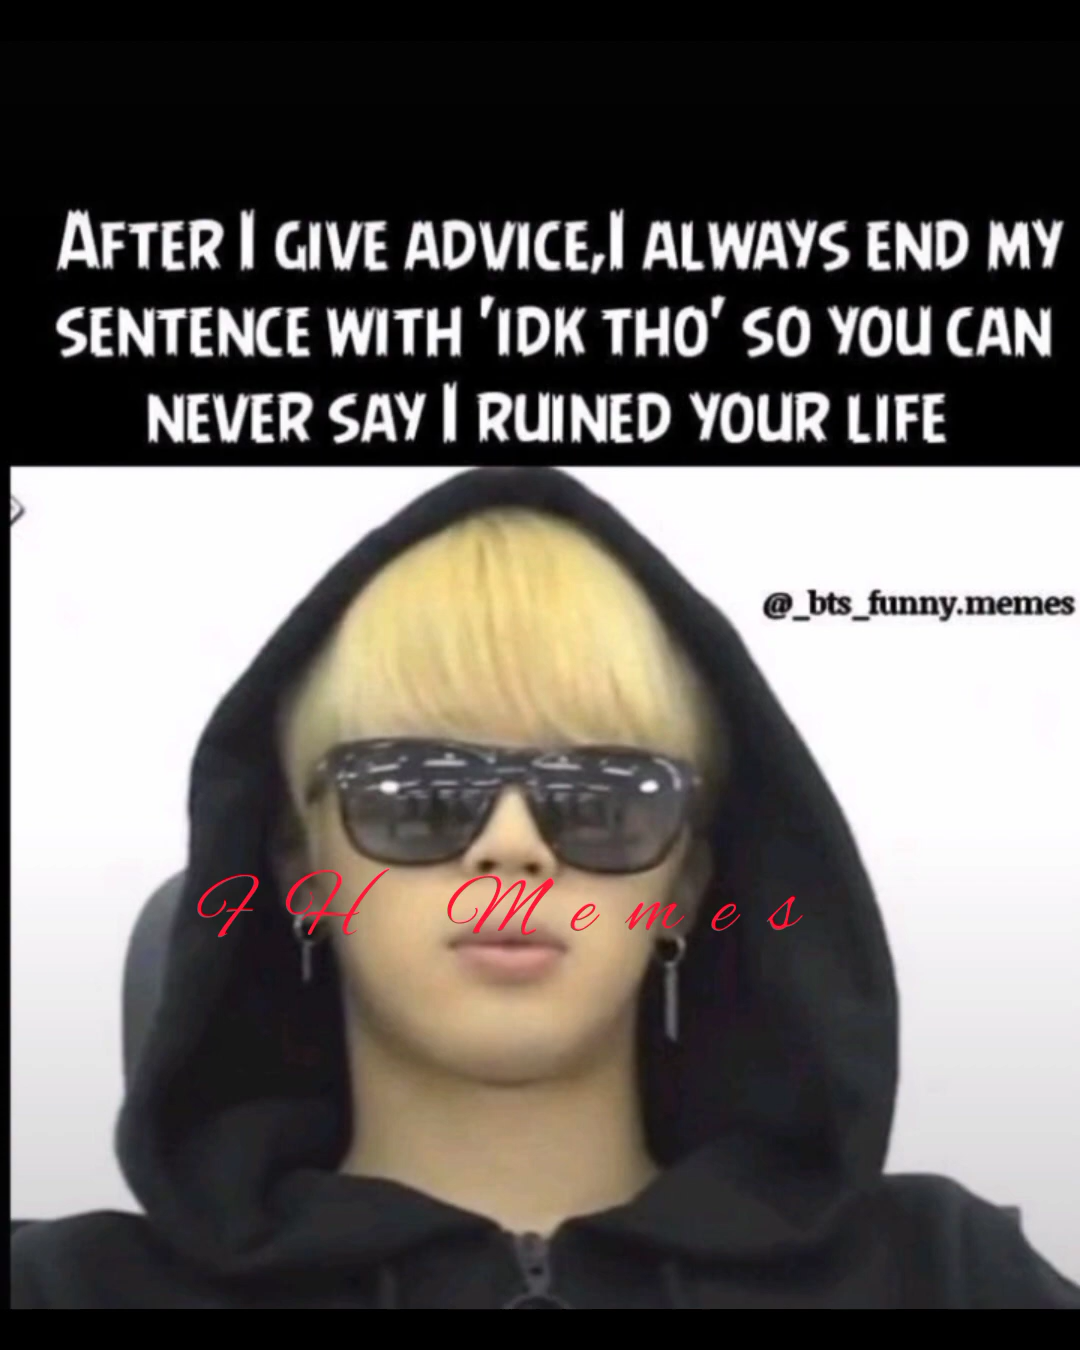 After I give advice,I always end my
sentence with 'idk tho' so you can
never say I ruined your life
@_bts_funny.memes
FH Memes